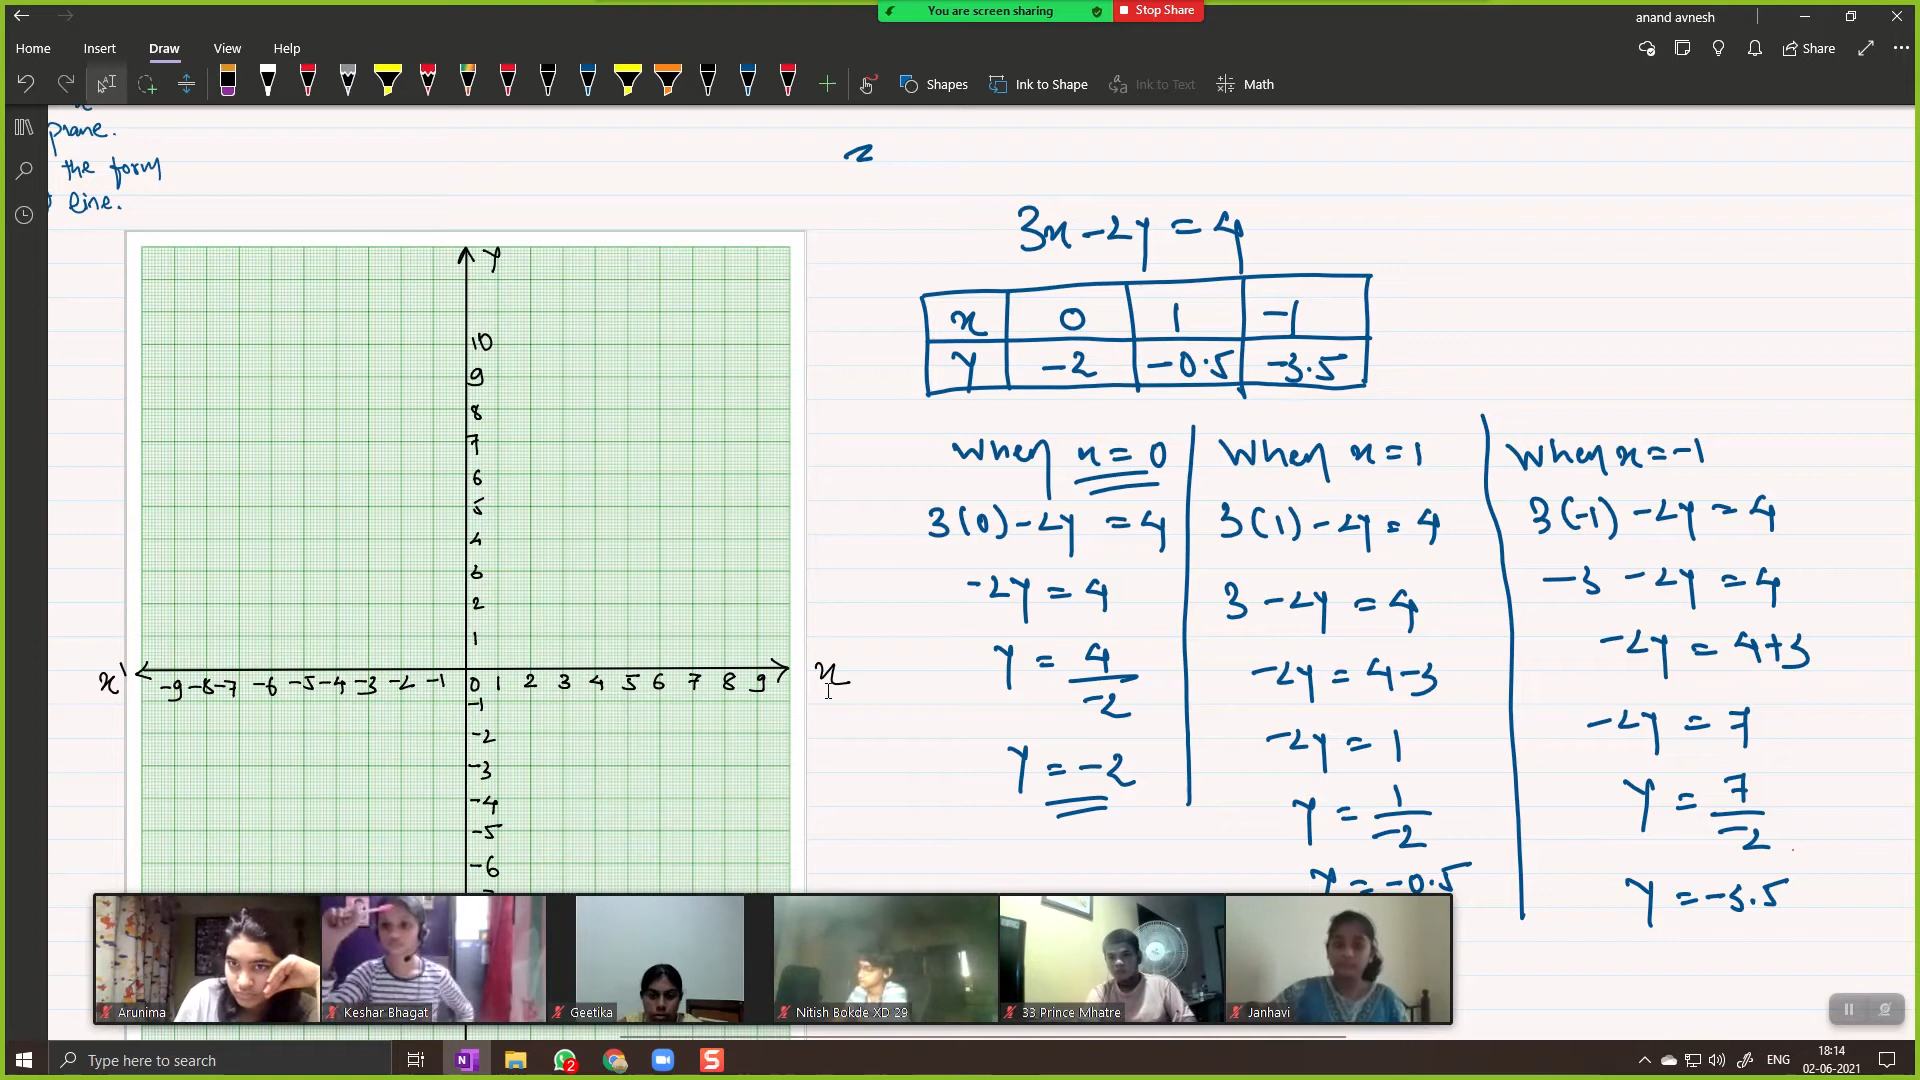 You are screen sharing
Stop Share
anand avnesh
Home Insert Draw View Help
Share
Shapes Ink to Shape Ink to Text Math
plane.
the form
line.
3x - 2y = 4
x 0 1 -1
y -2 -0.5 -3.5
When x = 0
3(0) - 2y = 4
-2y = 4
y = 4/-2
y = -2
When x = 1
3(1) - 2y = 4
3 - 2y = 4
-2y = 4-3
-2y = 1
y = 1/-2
y = -0.5
When x = -1
3(-1) - 2y = 4
-3 - 2y = 4
-2y = 4+3
-2y = 7
y = 7/-2
y = -3.5
Y
10
9
8
7
6
5
4
3
2
1
x' -9 -8 -7 -6 -5 -4 -3 -2 -1 0 1 2 3 4 5 6 7 8 9 x
-1
-2
-3
-4
-5
-6
Arunima
Keshar Bhagat
Geetika
Nitish Bokde XD 29
33 Prince Mhatre
Janhavi
Type here to search
2
ENG
18:14
02-06-2021